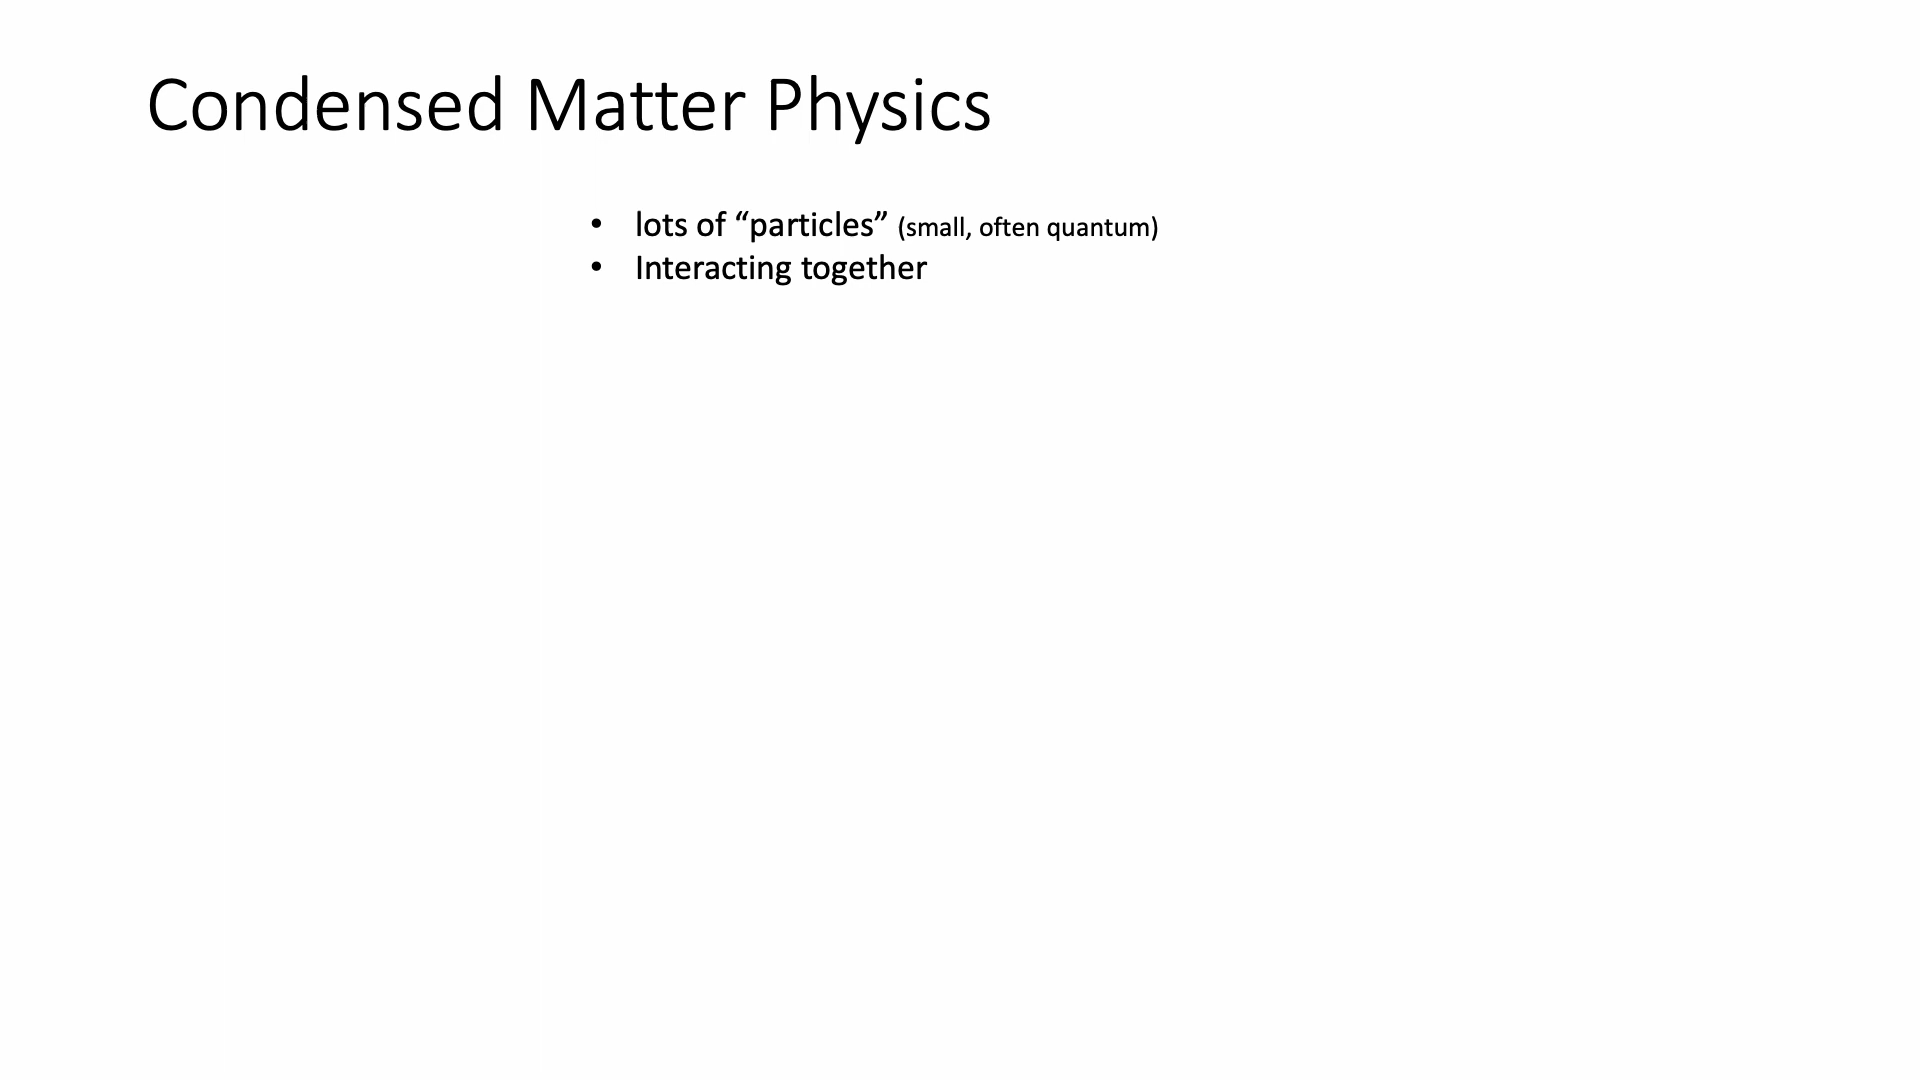 Condensed Matter Physics
• lots of “particles” (small, often quantum)
• Interacting together